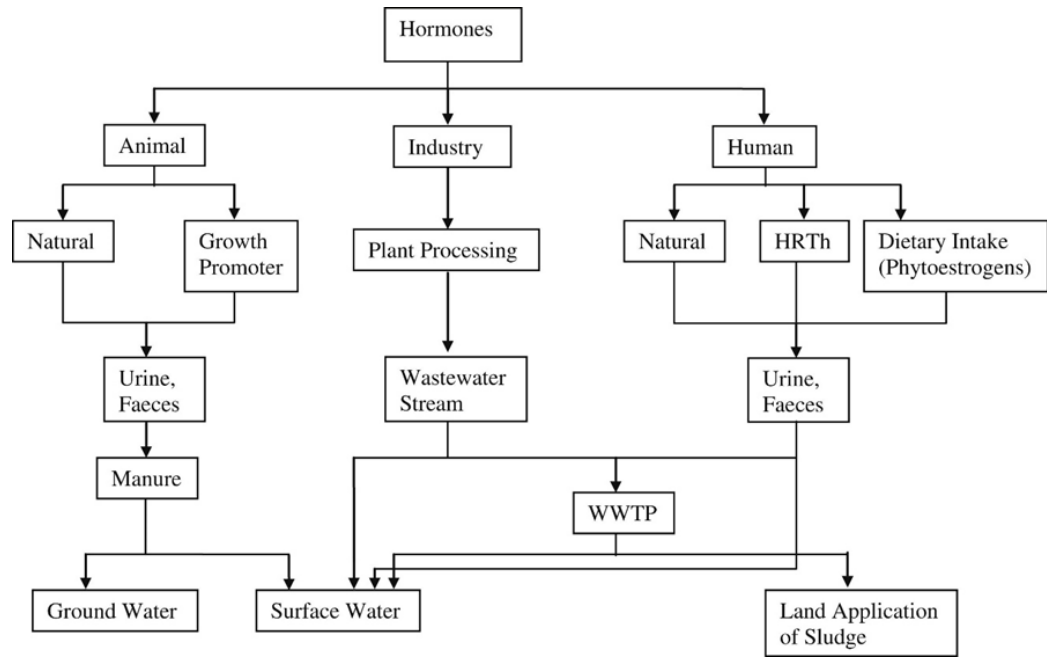 Hormones
Animal
Industry
Human
Natural
Growth
Promoter
Plant Processing
Natural
HRTh
Dietary Intake
(Phytoestrogens)
Urine,
Faeces
Wastewater
Stream
Urine,
Faeces
Manure
WWTP
Ground Water
Surface Water
Land Application
of Sludge